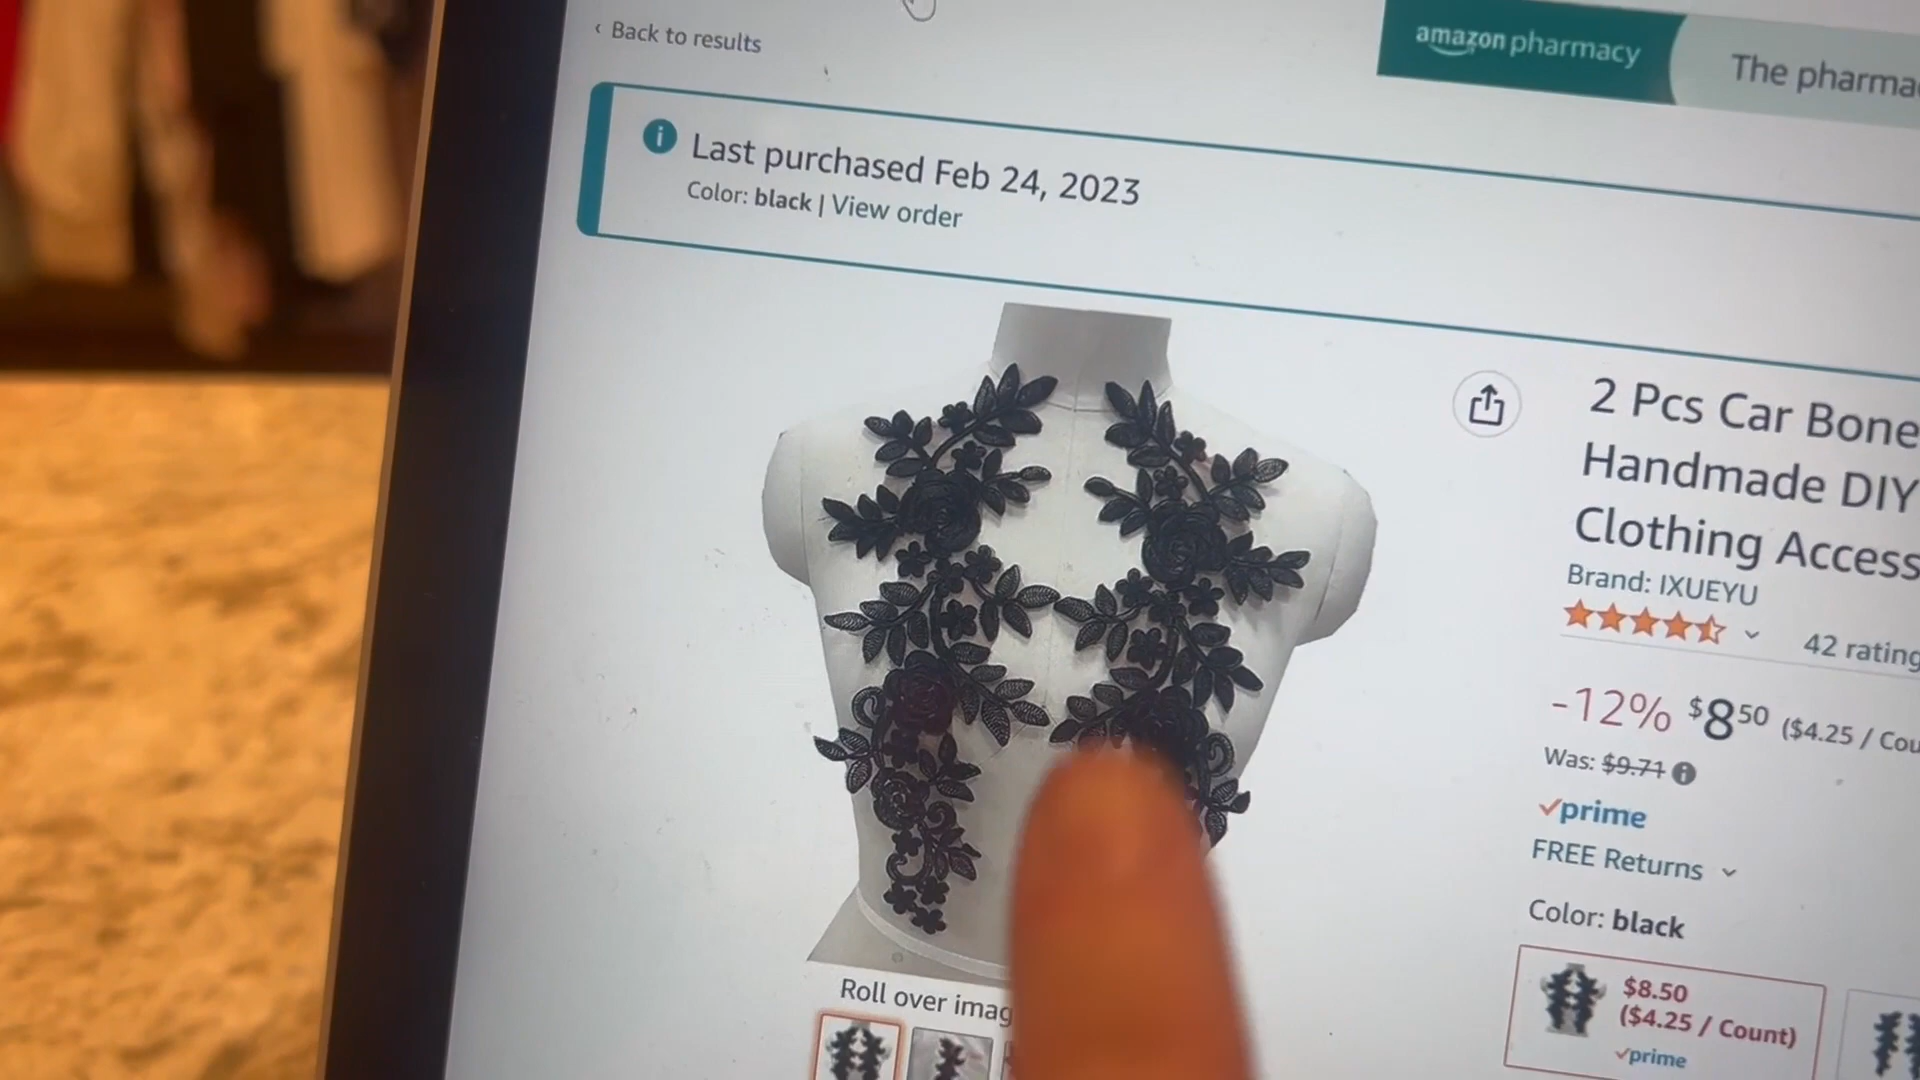 ‹ Back to results
amazon pharmacy
The pharma
Last purchased Feb 24, 2023
Color: black | View order
2 Pcs Car Bone
Handmade DIY
Clothing Access
Brand: IXUEYU
42 rating
-12% $8.50 ($4.25 / Cou
Was: $9.71
prime
FREE Returns
Color: black
Roll over imag
$8.50
($4.25 / Count)
prime